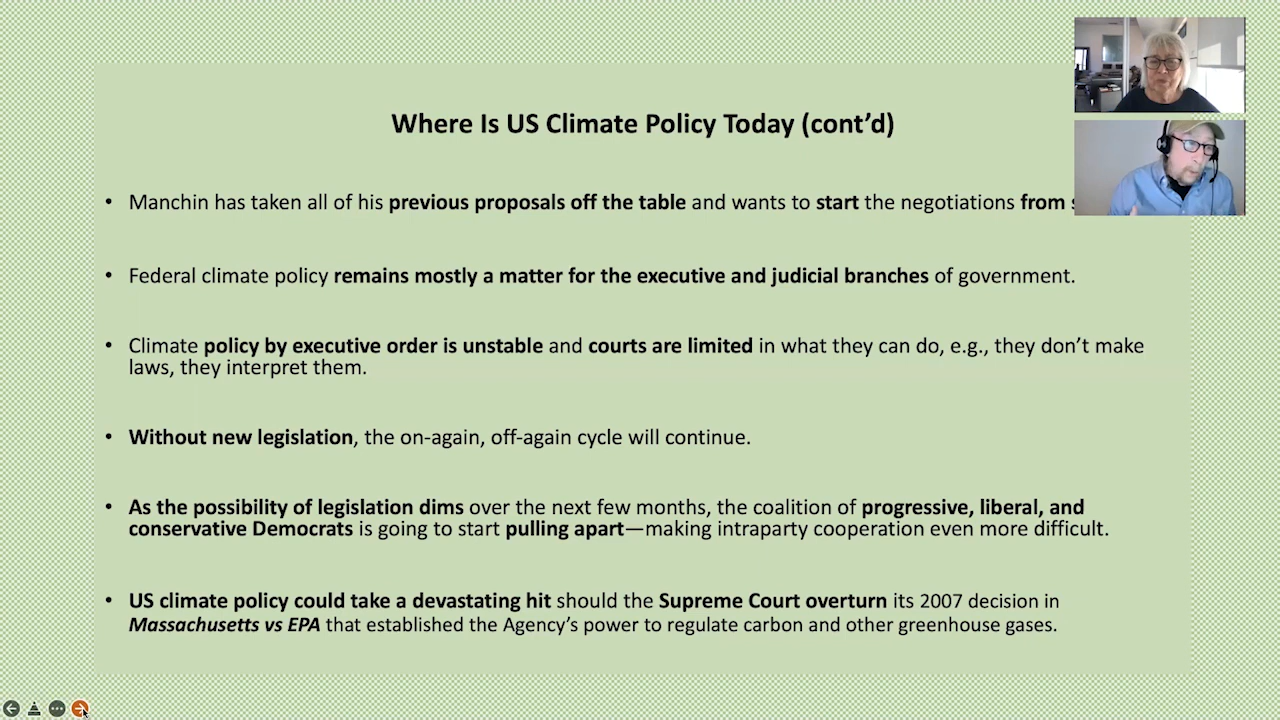 Where Is US Climate Policy Today (cont’d)
• Manchin has taken all of his previous proposals off the table and wants to start the negotiations from
• Federal climate policy remains mostly a matter for the executive and judicial branches of government.
• Climate policy by executive order is unstable and courts are limited in what they can do, e.g., they don’t make
laws, they interpret them.
• Without new legislation, the on-again, off-again cycle will continue.
• As the possibility of legislation dims over the next few months, the coalition of progressive, liberal, and
conservative Democrats is going to start pulling apart—making intraparty cooperation even more difficult.
• US climate policy could take a devastating hit should the Supreme Court overturn its 2007 decision in
Massachusetts vs EPA that established the Agency’s power to regulate carbon and other greenhouse gases.